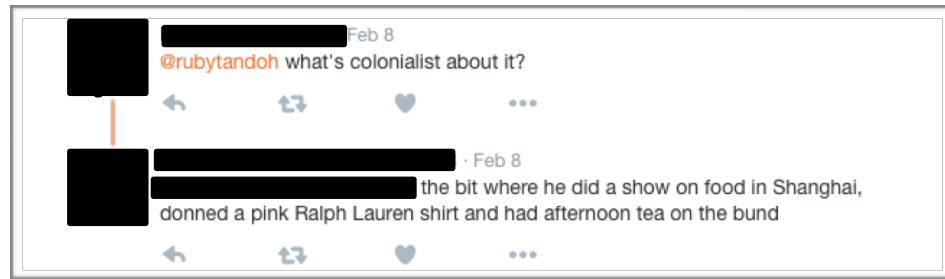 Feb 8
@rubytandoh what's colonialist about it?
· Feb 8
the bit where he did a show on food in Shanghai,
donned a pink Ralph Lauren shirt and had afternoon tea on the bund